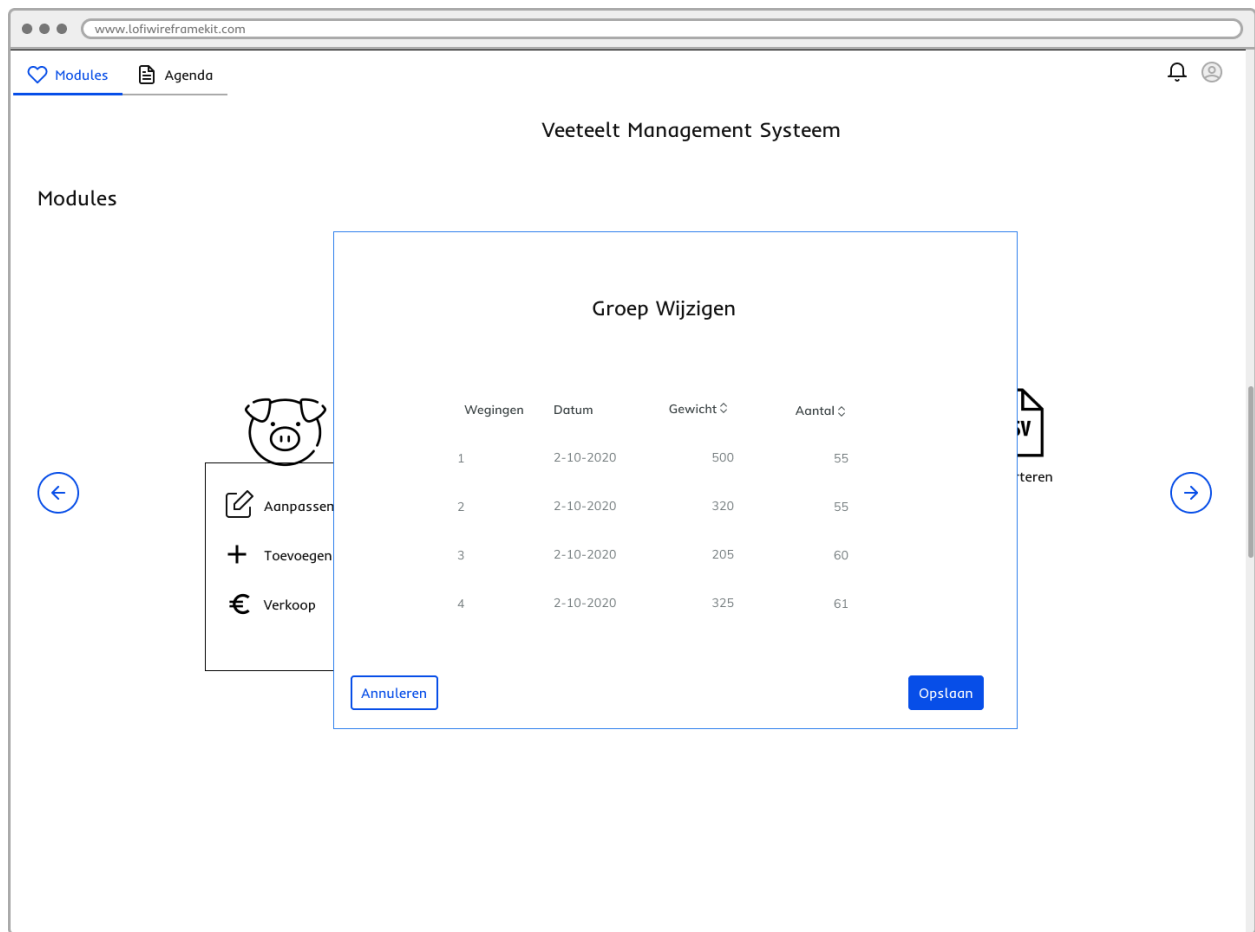 www.lofiwireframekit.com
Modules Agenda
Veeteelt Management Systeem
Modules
Groep Wijzigen
Wegingen Datum Gewicht Aantal
1 2-10-2020 500 55
2 2-10-2020 320 55
3 2-10-2020 205 60
4 2-10-2020 325 61
SV
rteren
Aanpassen
Toevoegen
Verkoop
Annuleren Opslaan